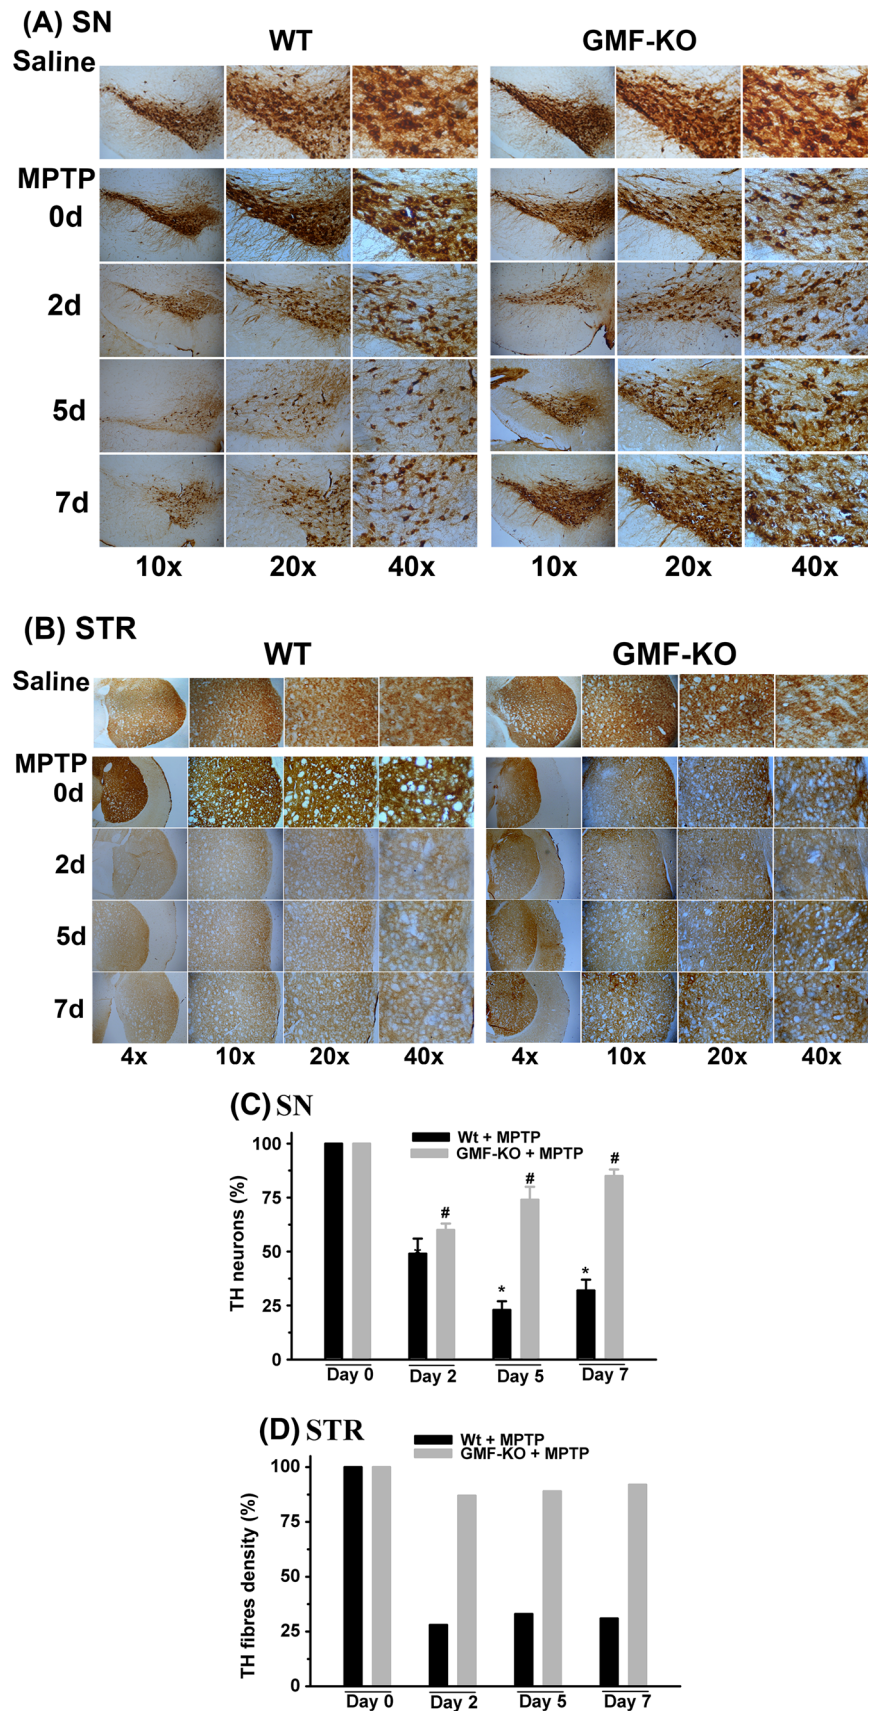 (A) SN
WT GMF-KO
Saline
MPTP
0d
2d
5d
7d
10x 20x 40x 10x 20x 40x
(B) STR
WT GMF-KO
Saline
MPTP
0d
2d
5d
7d
4x 10x 20x 40x 4x 10x 20x 40x
(C) SN
Wt + MPTP
GMF-KO + MPTP
TH neurons (%)
100
75
50
25
0
# # #
* *
Day 0 Day 2 Day 5 Day 7
(D) STR
Wt + MPTP
GMF-KO + MPTP
TH fibres density (%)
100
75
50
25
0
Day 0 Day 2 Day 5 Day 7